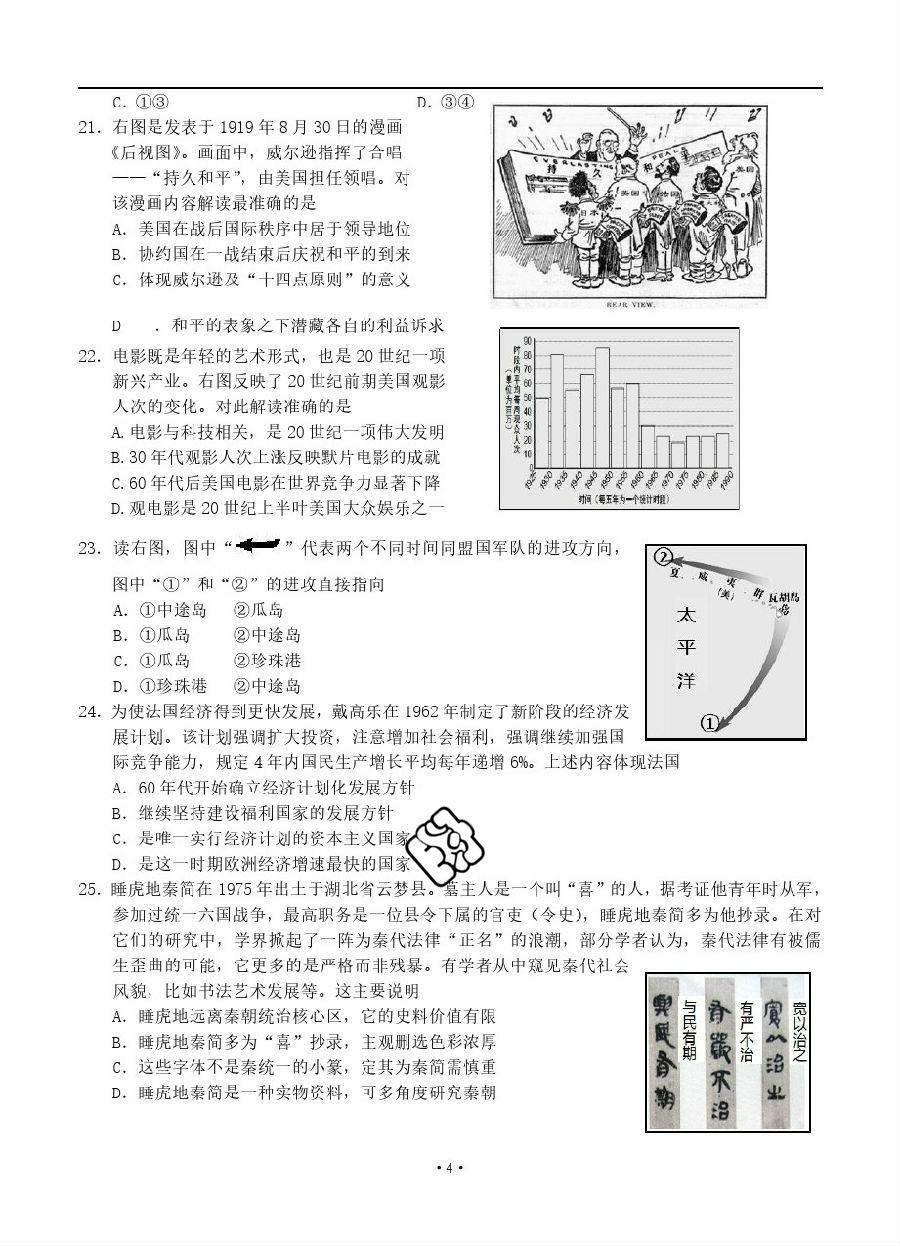 C．①③ D．③④
21．右图是发表于 1919 年 8 月 30 日的漫画
《后视图》。画面中，威尔逊指挥了合唱
——“持久和平”，由美国担任领唱。对
该漫画内容解读最准确的是
A．美国在战后国际秩序中居于领导地位
B．协约国在一战结束后庆祝和平的到来
C．体现威尔逊及“十四点原则”的意义
D ．和平的表象之下潜藏各自的利益诉求
EVERLASTING PEACE
持 久 和 平
日本
英国
法国
美国
REAR VIEW.
22．电影既是年轻的艺术形式，也是 20 世纪一项
新兴产业。右图反映了 20 世纪前期美国观影
人次的变化。对此解读准确的是
A. 电影与科技相关，是 20 世纪一项伟大发明
B. 30 年代观影人次上涨反映默片电影的成就
C. 60 年代后美国电影在世界竞争力显著下降
D. 观电影是 20 世纪上半叶美国大众娱乐之一
时段内平均每周观众人次
（单位为百万）
90
80
70
60
50
40
30
20
10
0
1925 1930 1935 1940 1945 1950 1955 1960 1965 1970 1975 1980 1985 1990
时间（每五年为一个统计时段）
23．读右图，图中“ ”代表两个不同时间同盟国军队的进攻方向，
图中“①”和“②”的进攻直接指向
A．①中途岛 ②瓜岛
B．①瓜岛 ②中途岛
C．①瓜岛 ②珍珠港
D．①珍珠港 ②中途岛
②
夏 威 夷 群
（美）
瓦胡岛
岛
太
平
洋
①
24．为使法国经济得到更快发展，戴高乐在 1962 年制定了新阶段的经济发
展计划。该计划强调扩大投资，注意增加社会福利，强调继续加强国
际竞争能力，规定 4 年内国民生产增长平均每年递增 6%。上述内容体现法国
A．60 年代开始确立经济计划化发展方针
B．继续坚持建设福利国家的发展方针
C．是唯一实行经济计划的资本主义国家
D．是这一时期欧洲经济增速最快的国家
25．睡虎地秦简在 1975 年出土于湖北省云梦县。墓主人是一个叫“喜”的人，据考证他青年时从军，
参加过统一六国战争，最高职务是一位县令下属的官吏（令史），睡虎地秦简多为他抄录。在对
它们的研究中，学界掀起了一阵为秦代法律“正名”的浪潮，部分学者认为，秦代法律有被儒
生歪曲的可能，它更多的是严格而非残暴。有学者从中窥见秦代社会
风貌，比如书法艺术发展等。这主要说明
A．睡虎地远离秦朝统治核心区，它的史料价值有限
B．睡虎地秦简多为“喜”抄录，主观删选色彩浓厚
C．这些字体不是秦统一的小篆，定其为秦简需慎重
D．睡虎地秦简是一种实物资料，可多角度研究秦朝
宽以治之
有严不治
与民有期
·4·